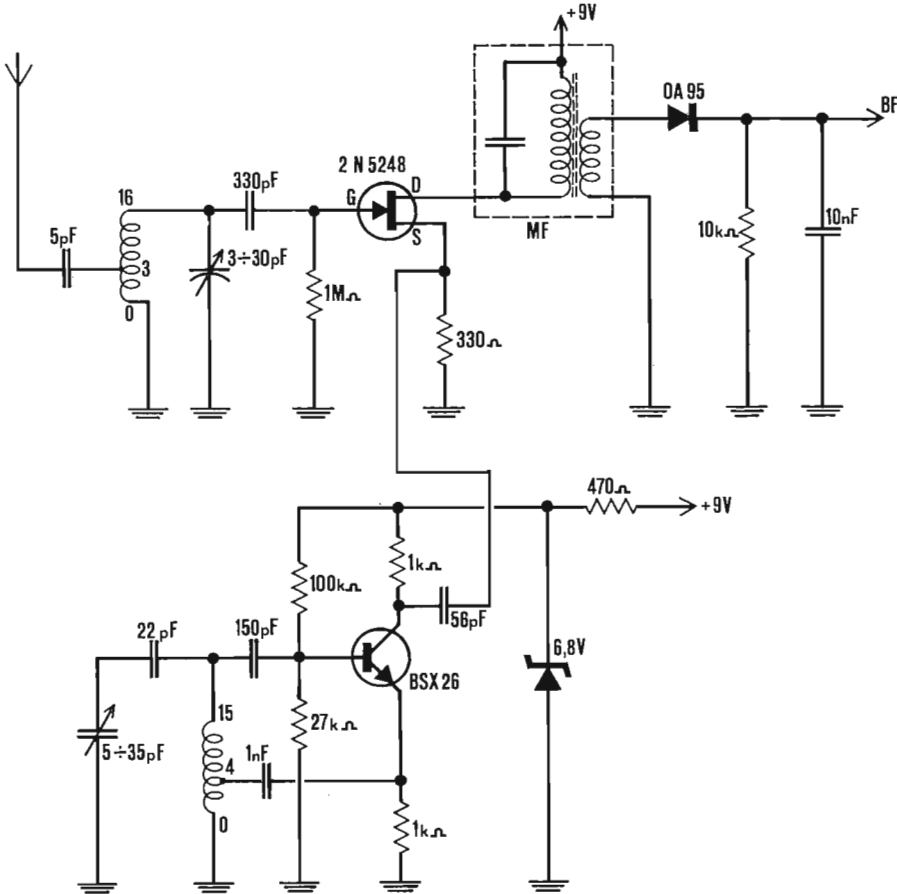 +9V
OA 95
BF
2 N 5248
330pF
G
D
S
16
5pF
3
3÷30pF
0
MF
10kΩ
10nF
1MΩ
330Ω
470Ω
+9V
1kΩ
100kΩ
56pF
22pF
150pF
6,8V
BSX 26
15
27kΩ
5÷35pF
1nF
4
0
1kΩ